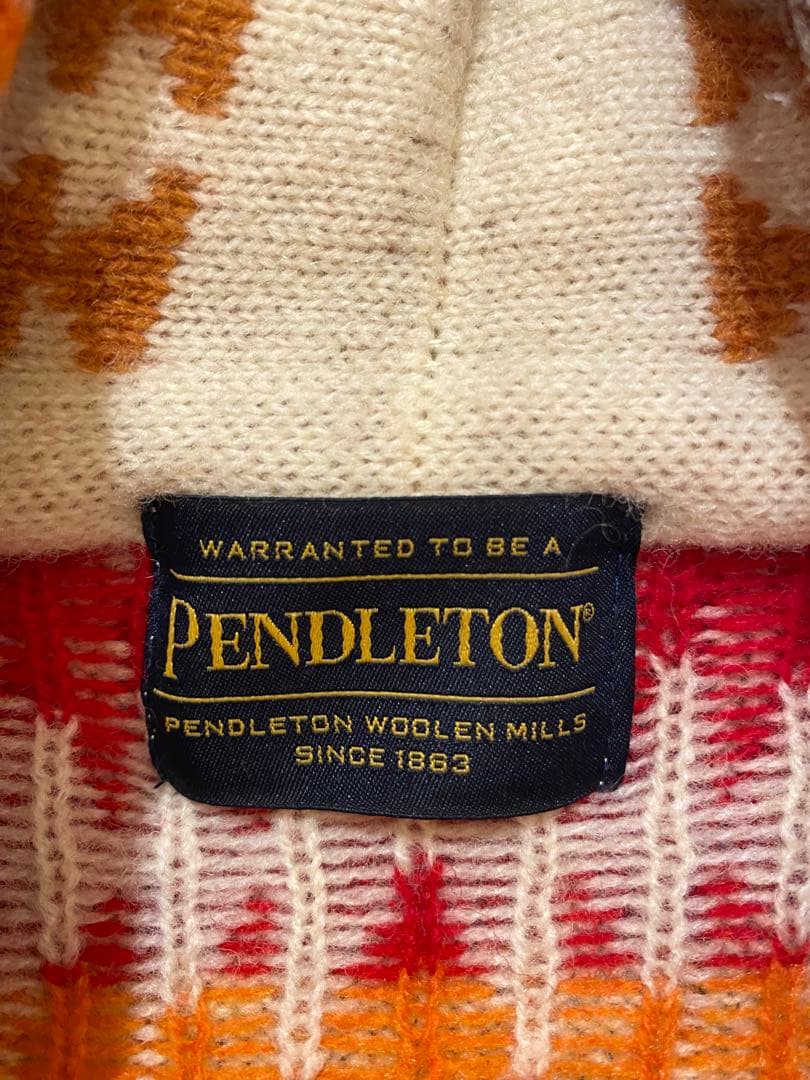 WARRANTED TO BE A
PENDLETON®
PENDLETON WOOLEN MILLS
SINCE 1863